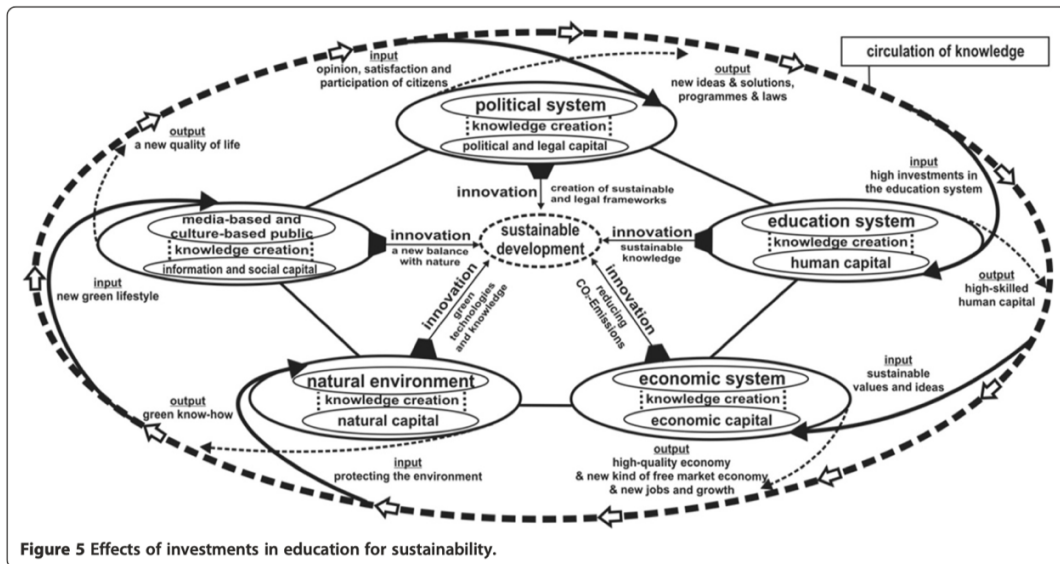 input
opinion, satisfaction and
participation of citizens
output
new ideas & solutions,
programmes & laws
circulation of knowledge
political system
knowledge creation
political and legal capital
output
a new quality of life
input
high investments in
the education system
innovation
creation of sustainable
and legal frameworks
media-based and
culture-based public
knowledge creation
information and social capital
innovation
a new balance
with nature
sustainable
development
innovation
sustainable
knowledge
education system
knowledge creation
human capital
input
new green lifestyle
output
high-skilled
human capital
innovation
green
technologies
and knowledge
innovation
reducing
CO₂-Emissions
natural environment
knowledge creation
natural capital
economic system
knowledge creation
economic capital
input
sustainable
values and ideas
output
green know-how
input
protecting the environment
output
high-quality economy
& new kind of free market economy
& new jobs and growth
Figure 5 Effects of investments in education for sustainability.